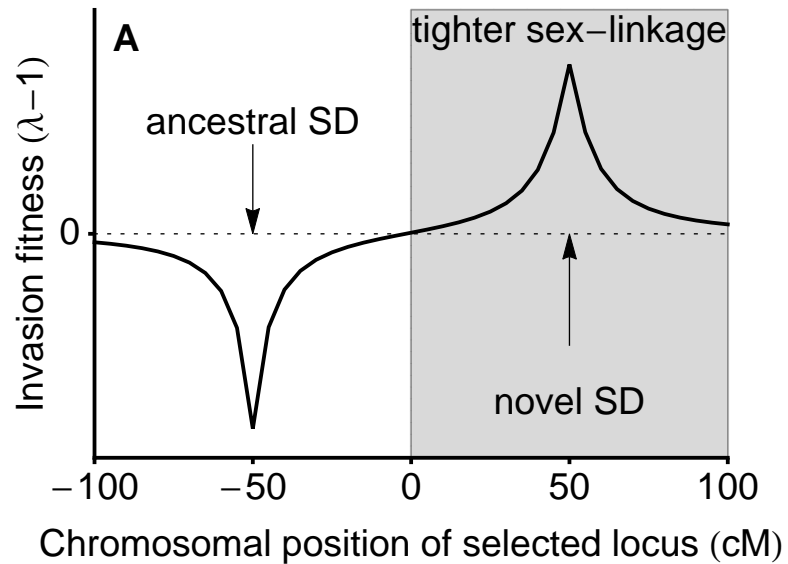 A
tighter sex−linkage
ancestral SD
Invasion fitness (λ−1)
0
novel SD
−100 −50 0 50 100
Chromosomal position of selected locus (cM)